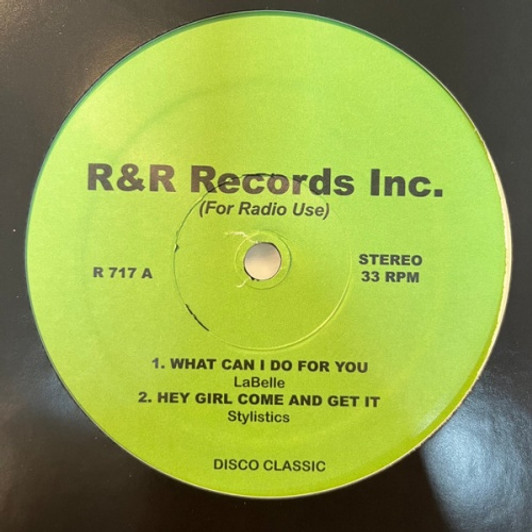 R&R Records Inc.
(For Radio Use)
R 717 A
STEREO
33 RPM
1. WHAT CAN I DO FOR YOU
LaBelle
2. HEY GIRL COME AND GET IT
Stylistics
DISCO CLASSIC